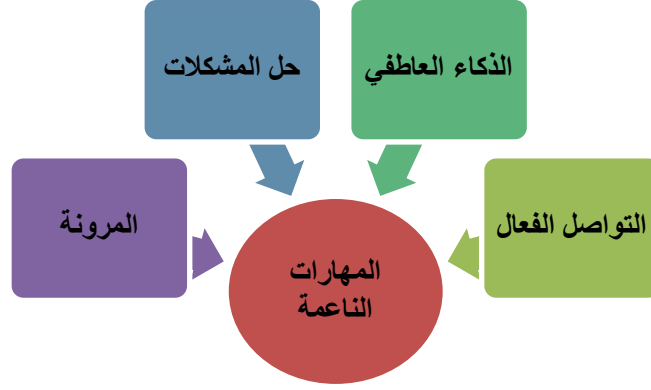 الذكاء العاطفي
حل المشكلات
التواصل الفعال
المرونة
المهارات
الناعمة